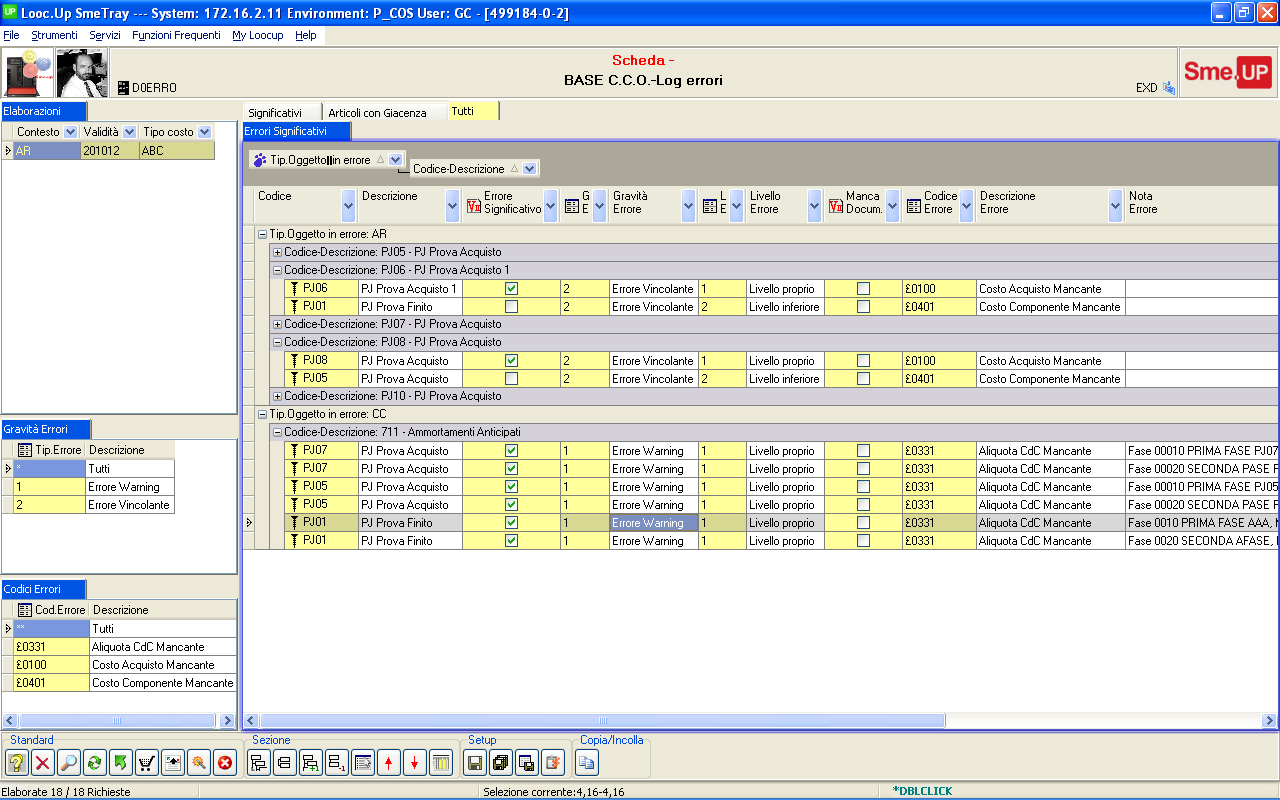 UP Looc.Up SmeTray --- System: 172.16.2.11 Environment: P_COS User: GC - [499184-0-2]
File Strumenti Servizi Funzioni Frequenti My Loocup Help
D0ERRO
Scheda -
BASE C.C.O.-Log errori
EXD
Sme.UP
Elaborazioni
Contesto Validità Tipo costo
AR 201012 ABC
Gravità Errori
Tip.Errore Descrizione
* Tutti
1 Errore Warning
2 Errore Vincolante
Codici Errori
Cod.Errore Descrizione
** Tutti
£0331 Aliquota CdC Mancante
£0100 Costo Acquisto Mancante
£0401 Costo Componente Mancante
Significativi Articoli con Giacenza Tutti
Errori Significativi
Tip.Oggetto||in errore
Codice-Descrizione
Codice Descrizione Errore Significativo G E Gravità Errore L E Livello Errore Manca Docum. Codice Errore Descrizione Errore Nota Errore
Tip.Oggetto in errore: AR
Codice-Descrizione: PJ05 - PJ Prova Acquisto
Codice-Descrizione: PJ06 - PJ Prova Acquisto 1
PJ06 PJ Prova Acquisto 1 2 Errore Vincolante 1 Livello proprio £0100 Costo Acquisto Mancante
PJ01 PJ Prova Finito 2 Errore Vincolante 2 Livello inferiore £0401 Costo Componente Mancante
Codice-Descrizione: PJ07 - PJ Prova Acquisto
Codice-Descrizione: PJ08 - PJ Prova Acquisto
PJ08 PJ Prova Acquisto 2 Errore Vincolante 1 Livello proprio £0100 Costo Acquisto Mancante
PJ05 PJ Prova Acquisto 2 Errore Vincolante 2 Livello inferiore £0401 Costo Componente Mancante
Codice-Descrizione: PJ10 - PJ Prova Acquisto
Tip.Oggetto in errore: CC
Codice-Descrizione: 711 - Ammortamenti Anticipati
PJ07 PJ Prova Acquisto 1 Errore Warning 1 Livello proprio £0331 Aliquota CdC Mancante Fase 00010 PRIMA FASE PJ07
PJ07 PJ Prova Acquisto 1 Errore Warning 1 Livello proprio £0331 Aliquota CdC Mancante Fase 00020 SECONDA PASE P
PJ05 PJ Prova Acquisto 1 Errore Warning 1 Livello proprio £0331 Aliquota CdC Mancante Fase 00010 PRIMA FASE PJ05
PJ05 PJ Prova Acquisto 1 Errore Warning 1 Livello proprio £0331 Aliquota CdC Mancante Fase 00020 SECONDA FASE P
PJ01 PJ Prova Finito 1 Errore Warning 1 Livello proprio £0331 Aliquota CdC Mancante Fase 0010 PRIMA FASE AAA,
PJ01 PJ Prova Finito 1 Errore Warning 1 Livello proprio £0331 Aliquota CdC Mancante Fase 0020 SECONDA AFASE,
Standard Sezione Setup Copia/Incolla
Elaborate 18 / 18 Richieste Selezione corrente:4,16-4,16 *DBLCLICK